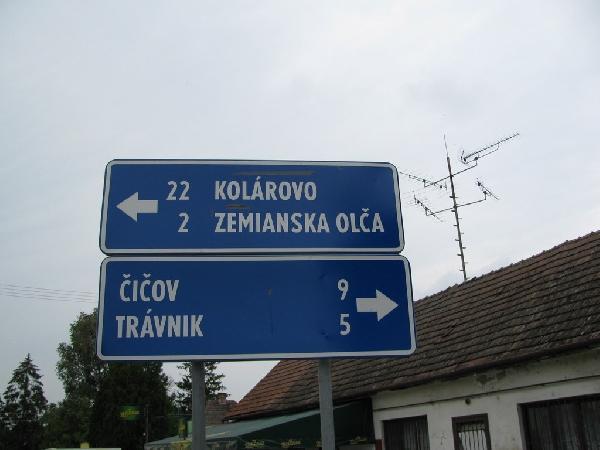 22 KOLÁROVO
2 ZEMIANSKA OLČA
ČIČOV 9
TRÁVNIK 5